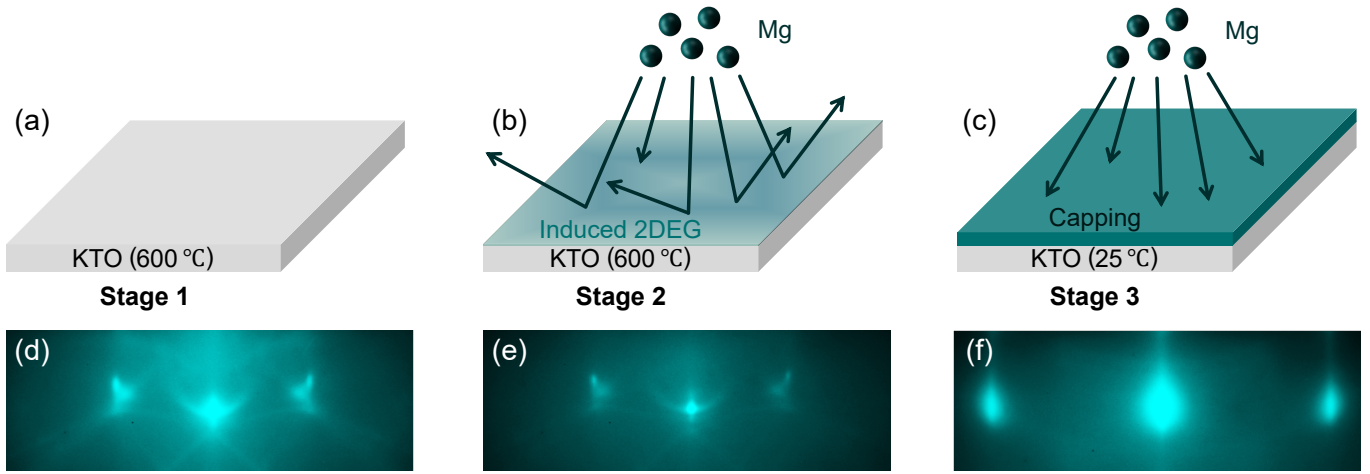 Mg
Mg
(a)
(b)
(c)
Induced 2DEG
Capping
KTO (600 °C)
KTO (600 °C)
KTO (25 °C)
Stage 1
Stage 2
Stage 3
(d)
(e)
(f)